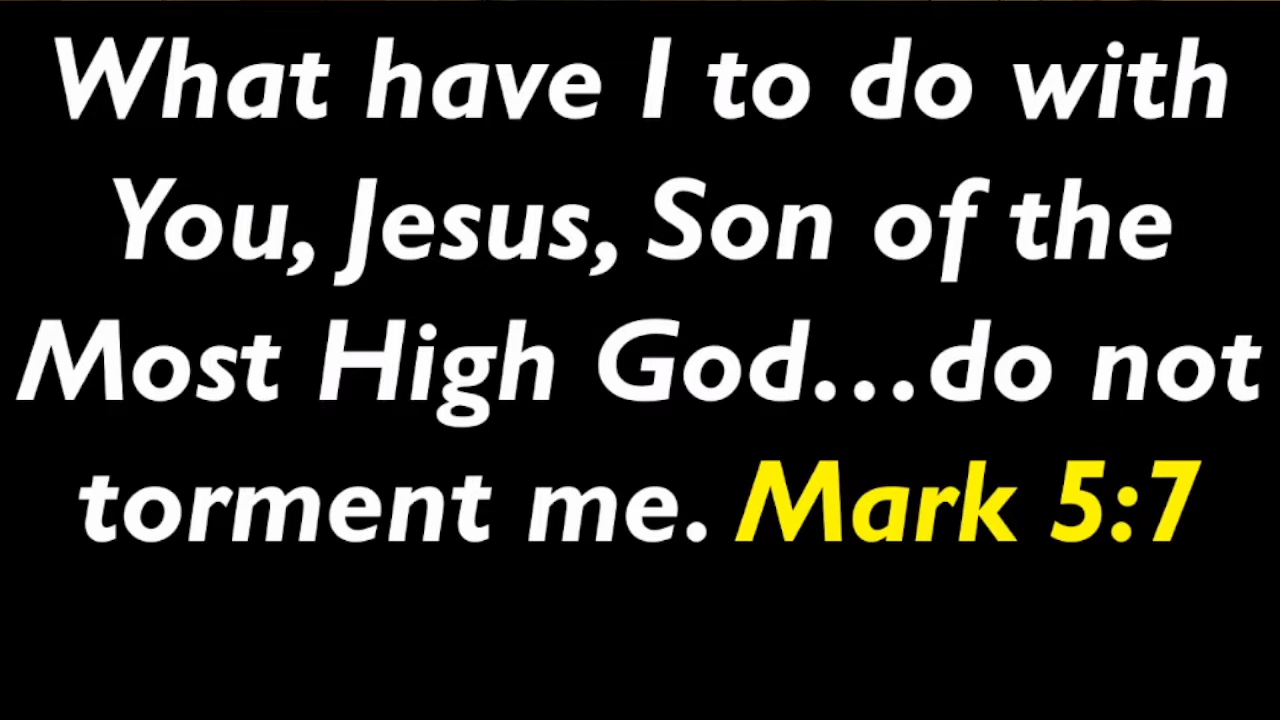 What have I to do with
You, Jesus, Son of the
Most High God...do not
torment me. Mark 5:7